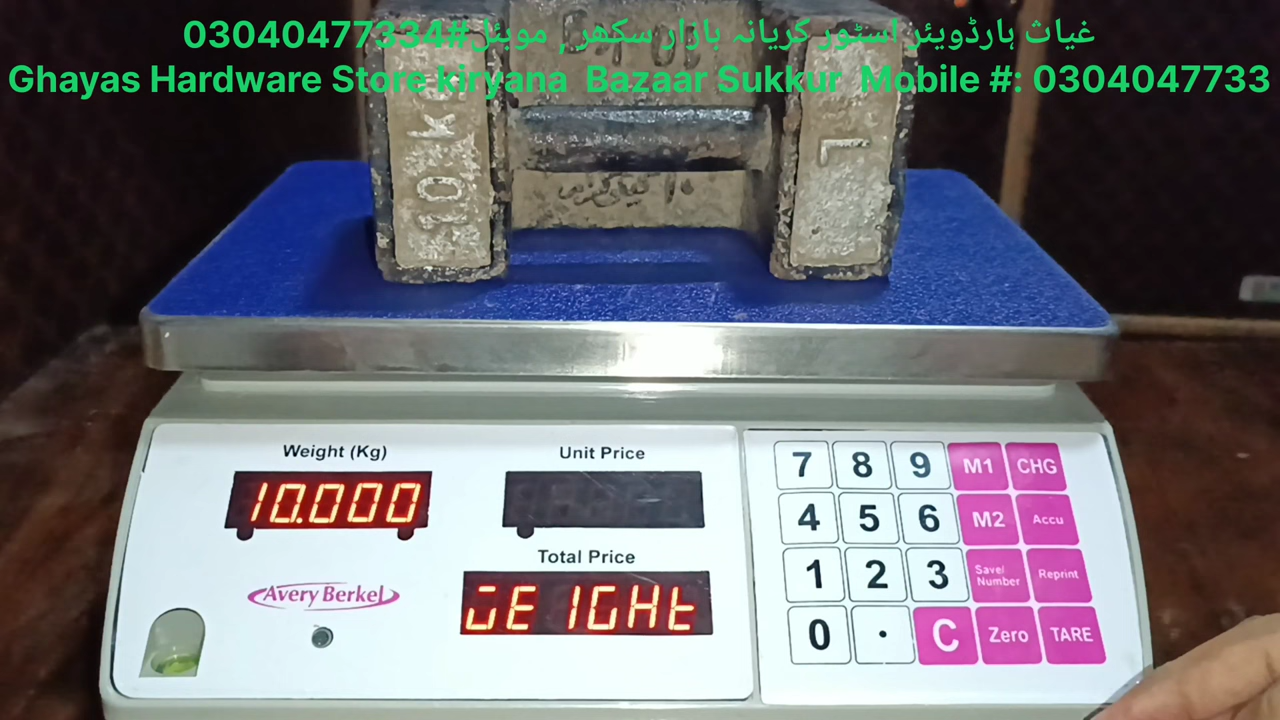 غیاث ہارڈویئر اسٹور کریانہ بازار سکھر, موبئل#03040477334
Ghayas Hardware Store kiryana Bazaar Sukkur Mobile #: 0304047733
10 kg
L
Weight (Kg)
Unit Price
10.000
Total Price
WEIGHt
Avery Berkel
7 8 9 M1 CHG
4 5 6 M2 Accu
1 2 3 Save/Number Reprint
0 . C Zero TARE